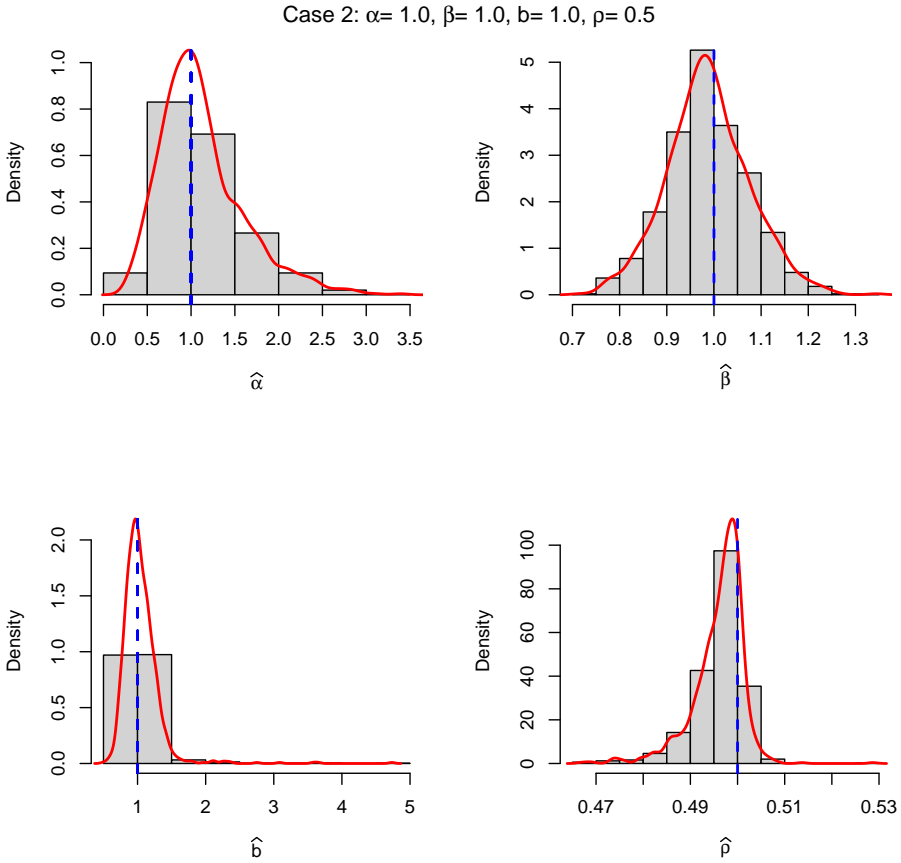 Case 2: α= 1.0, β= 1.0, b= 1.0, ρ= 0.5
Density
0.0 0.2 0.4 0.6 0.8 1.0
0.0 0.5 1.0 1.5 2.0 2.5 3.0 3.5
α̂
Density
0 1 2 3 4 5
0.7 0.8 0.9 1.0 1.1 1.2 1.3
β̂
Density
0.0 0.5 1.0 1.5 2.0
1 2 3 4 5
b̂
Density
0 20 40 60 80 100
0.47 0.49 0.51 0.53
ρ̂